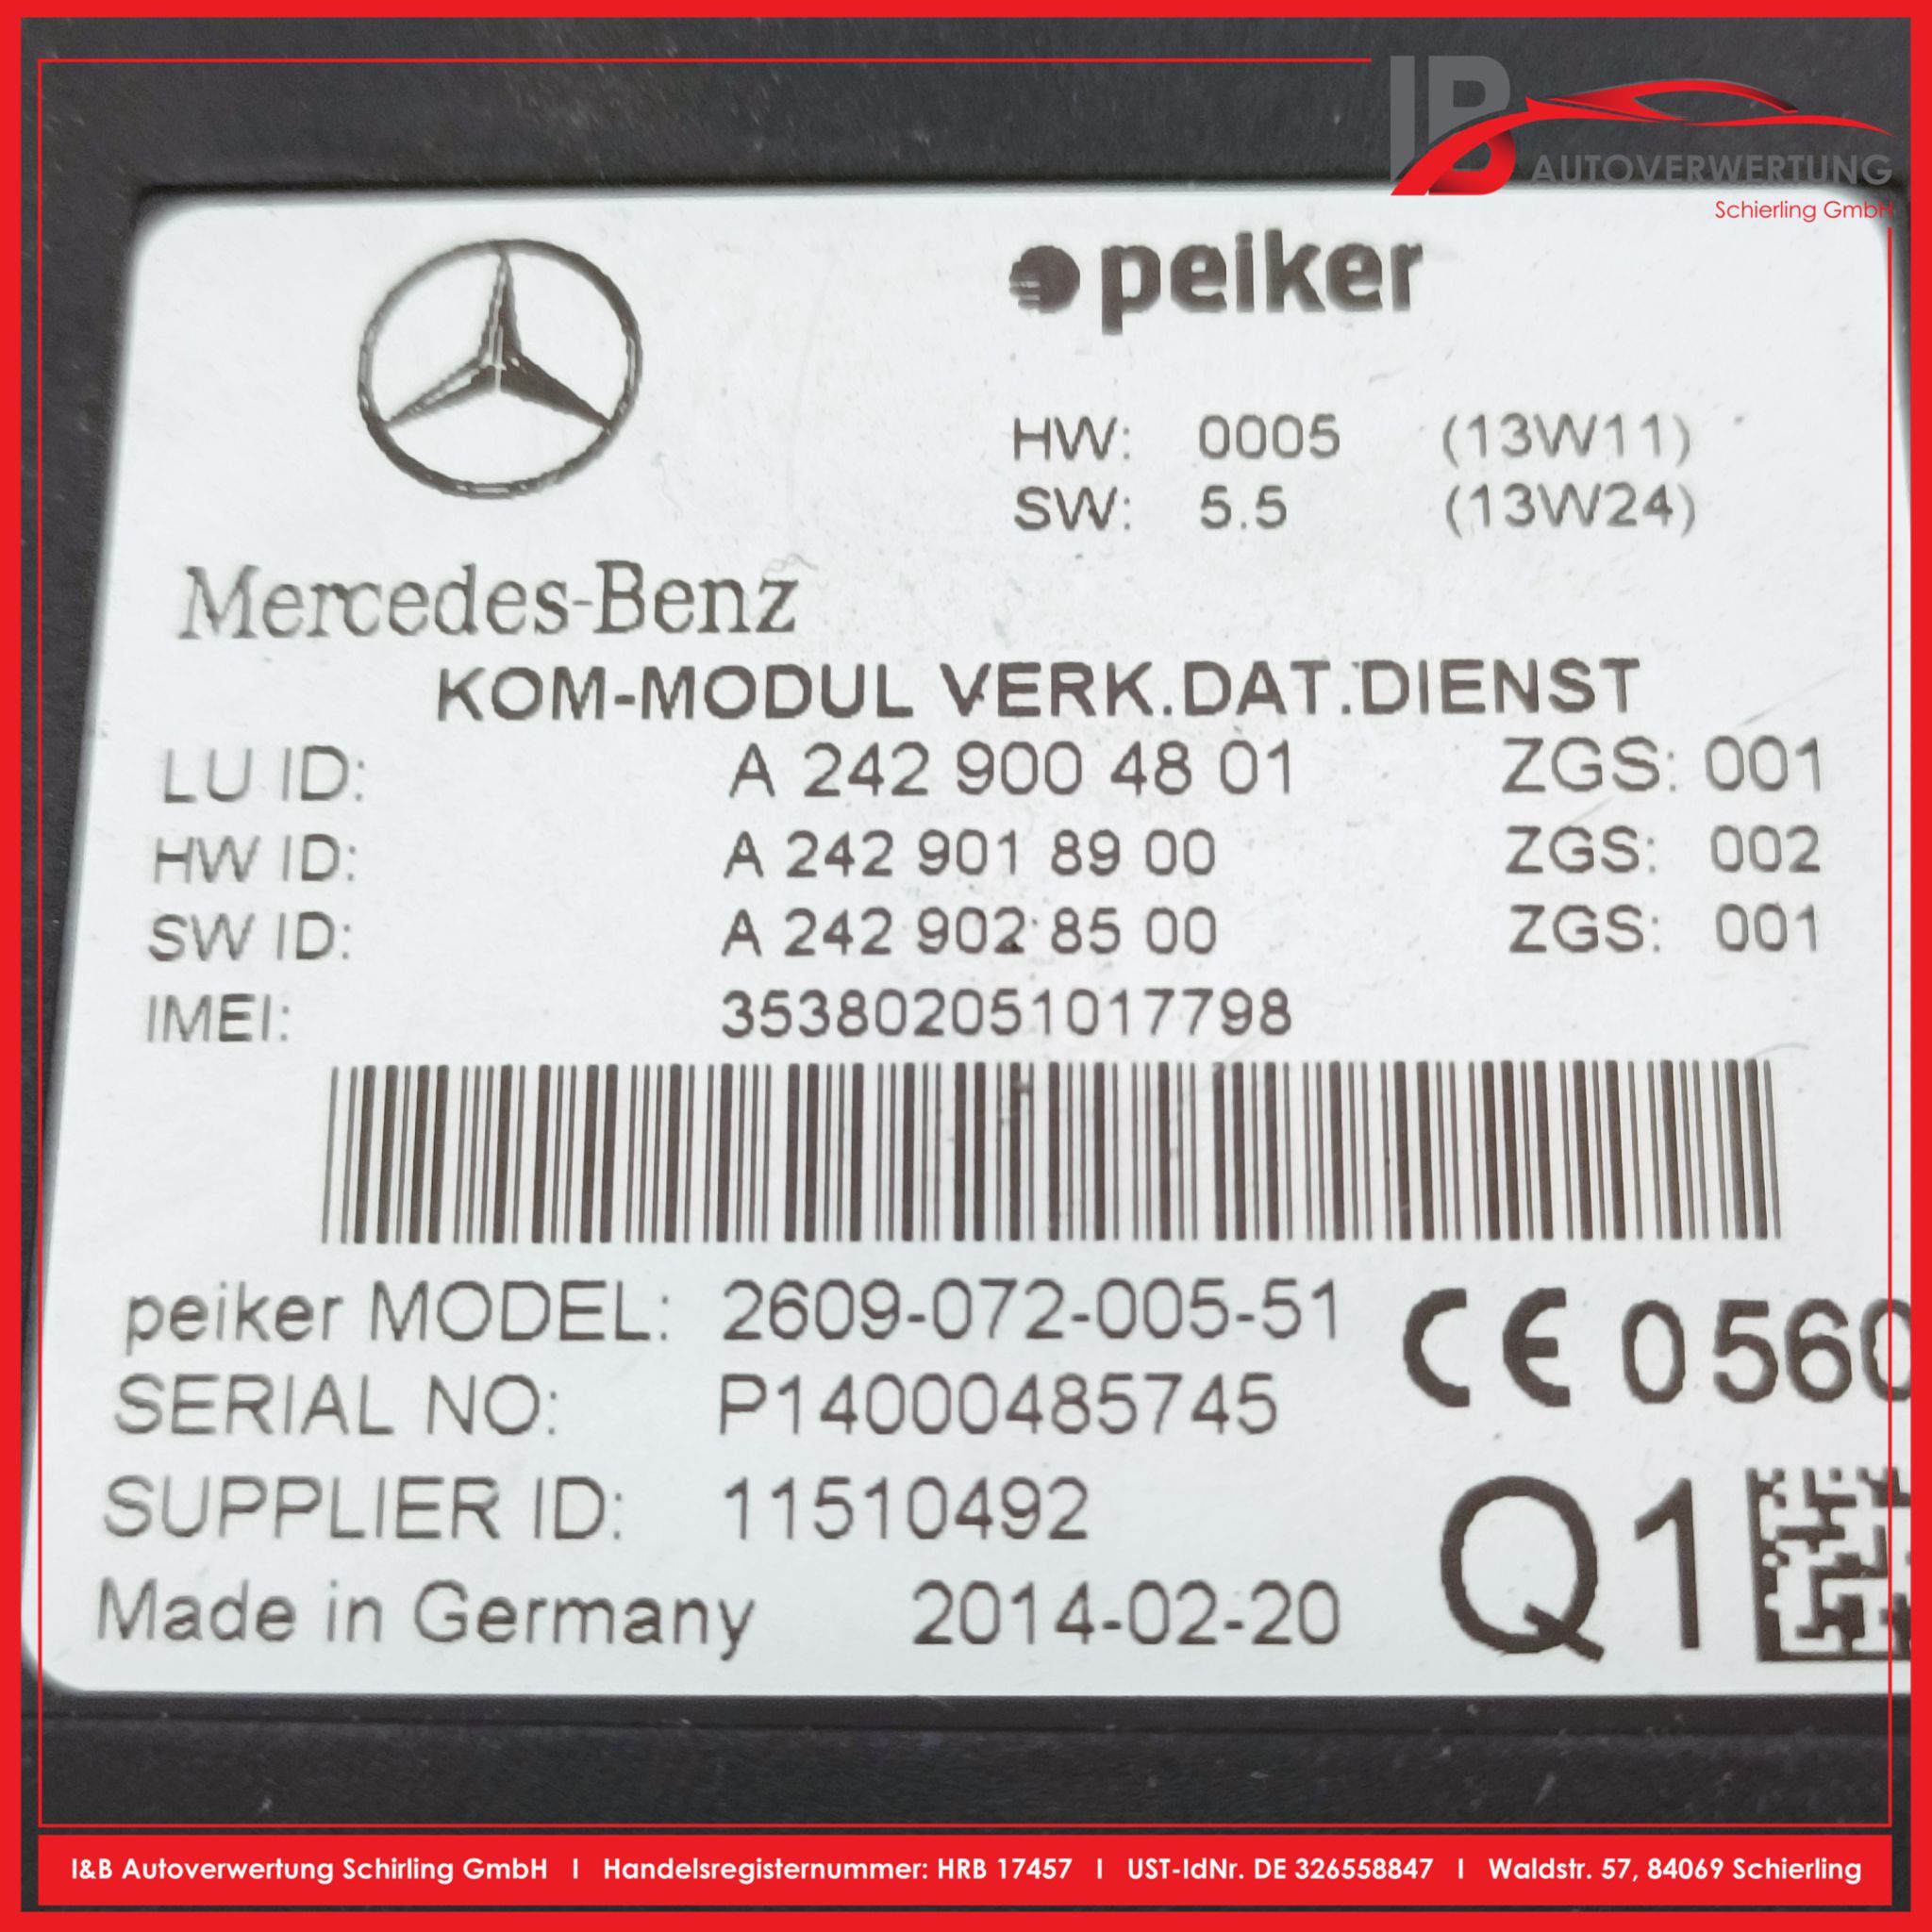 IB
AUTOVERWERTUNG
Schierling GmbH
peiker
HW: 0005 (13W11)
SW: 5.5 (13W24)
Mercedes-Benz
KOM-MODUL VERK.DAT.DIENST
LU ID: A 242 900 48 01 ZGS: 001
HW ID: A 242 901 89 00 ZGS: 002
SW ID: A 242 902 85 00 ZGS: 001
IMEI: 353802051017798
peiker MODEL: 2609-072-005-51 CE 0560
SERIAL NO: P14000485745
SUPPLIER ID: 11510492
Made in Germany 2014-02-20 Q1
I&B Autoverwertung Schirling GmbH I Handelsregisternummer: HRB 17457 I UST-IdNr. DE 326558847 I Waldstr. 57, 84069 Schierling